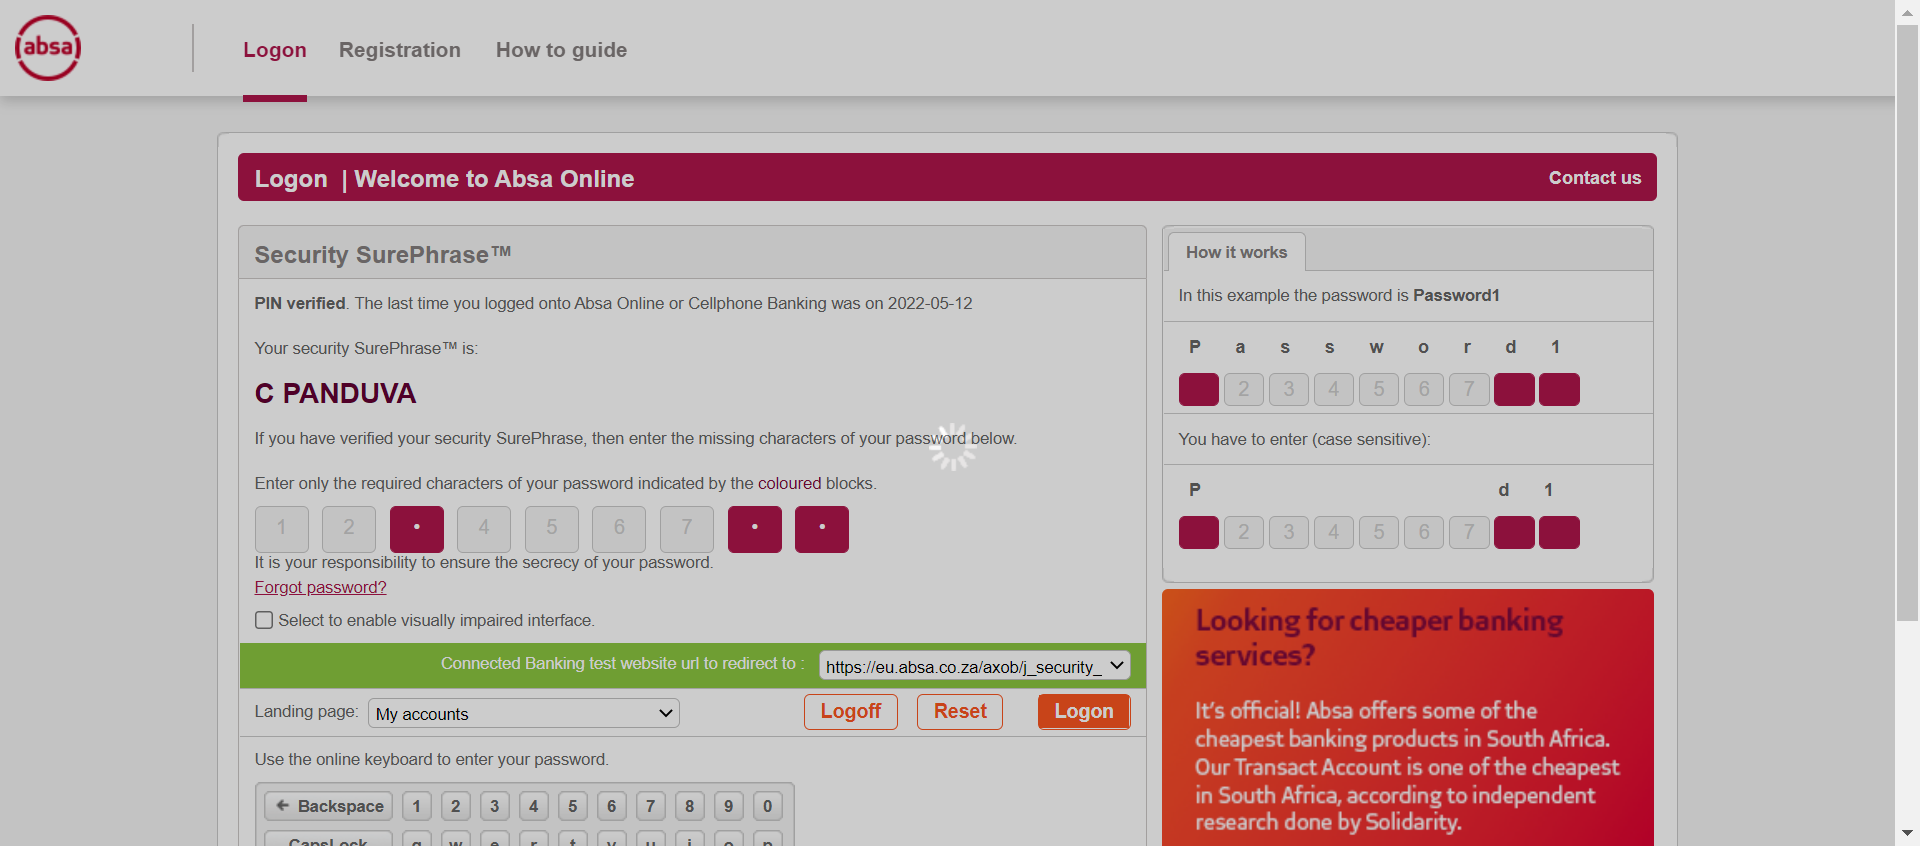 absa
Logon
Registration
How to guide
Logon | Welcome to Absa Online
Contact us
Security SurePhrase™
PIN verified. The last time you logged onto Absa Online or Cellphone Banking was on 2022-05-12
Your security SurePhrase™ is:
C PANDUVA
If you have verified your security SurePhrase, then enter the missing characters of your password below.
Enter only the required characters of your password indicated by the coloured blocks.
1 2 • 4 5 6 7 • •
It is your responsibility to ensure the secrecy of your password.
Forgot password?
Select to enable visually impaired interface.
Connected Banking test website url to redirect to :
https://eu.absa.co.za/axob/j_security_
Landing page:
My accounts
Logoff
Reset
Logon
Use the online keyboard to enter your password.
Backspace 1 2 3 4 5 6 7 8 9 0
CapsLock q w e r t y u i o p
How it works
In this example the password is Password1
P a s s w o r d 1
2 3 4 5 6 7
You have to enter (case sensitive):
P d 1
2 3 4 5 6 7
Looking for cheaper banking
services?
It's official! Absa offers some of the
cheapest banking products in South Africa.
Our Transact Account is one of the cheapest
in South Africa, according to independent
research done by Solidarity.